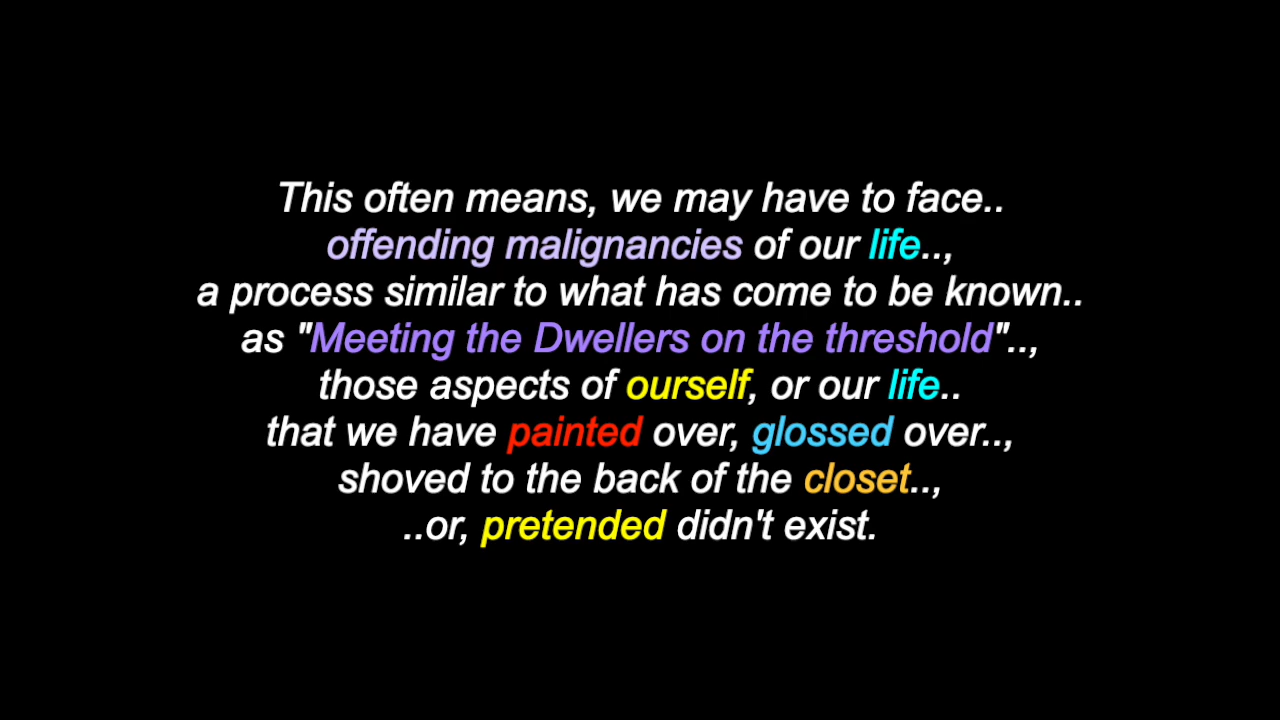 This often means, we may have to face..
offending malignancies of our life..,
a process similar to what has come to be known..
as "Meeting the Dwellers on the threshold"..,
those aspects of ourself, or our life..
that we have painted over, glossed over..,
shoved to the back of the closet..,
..or, pretended didn't exist.